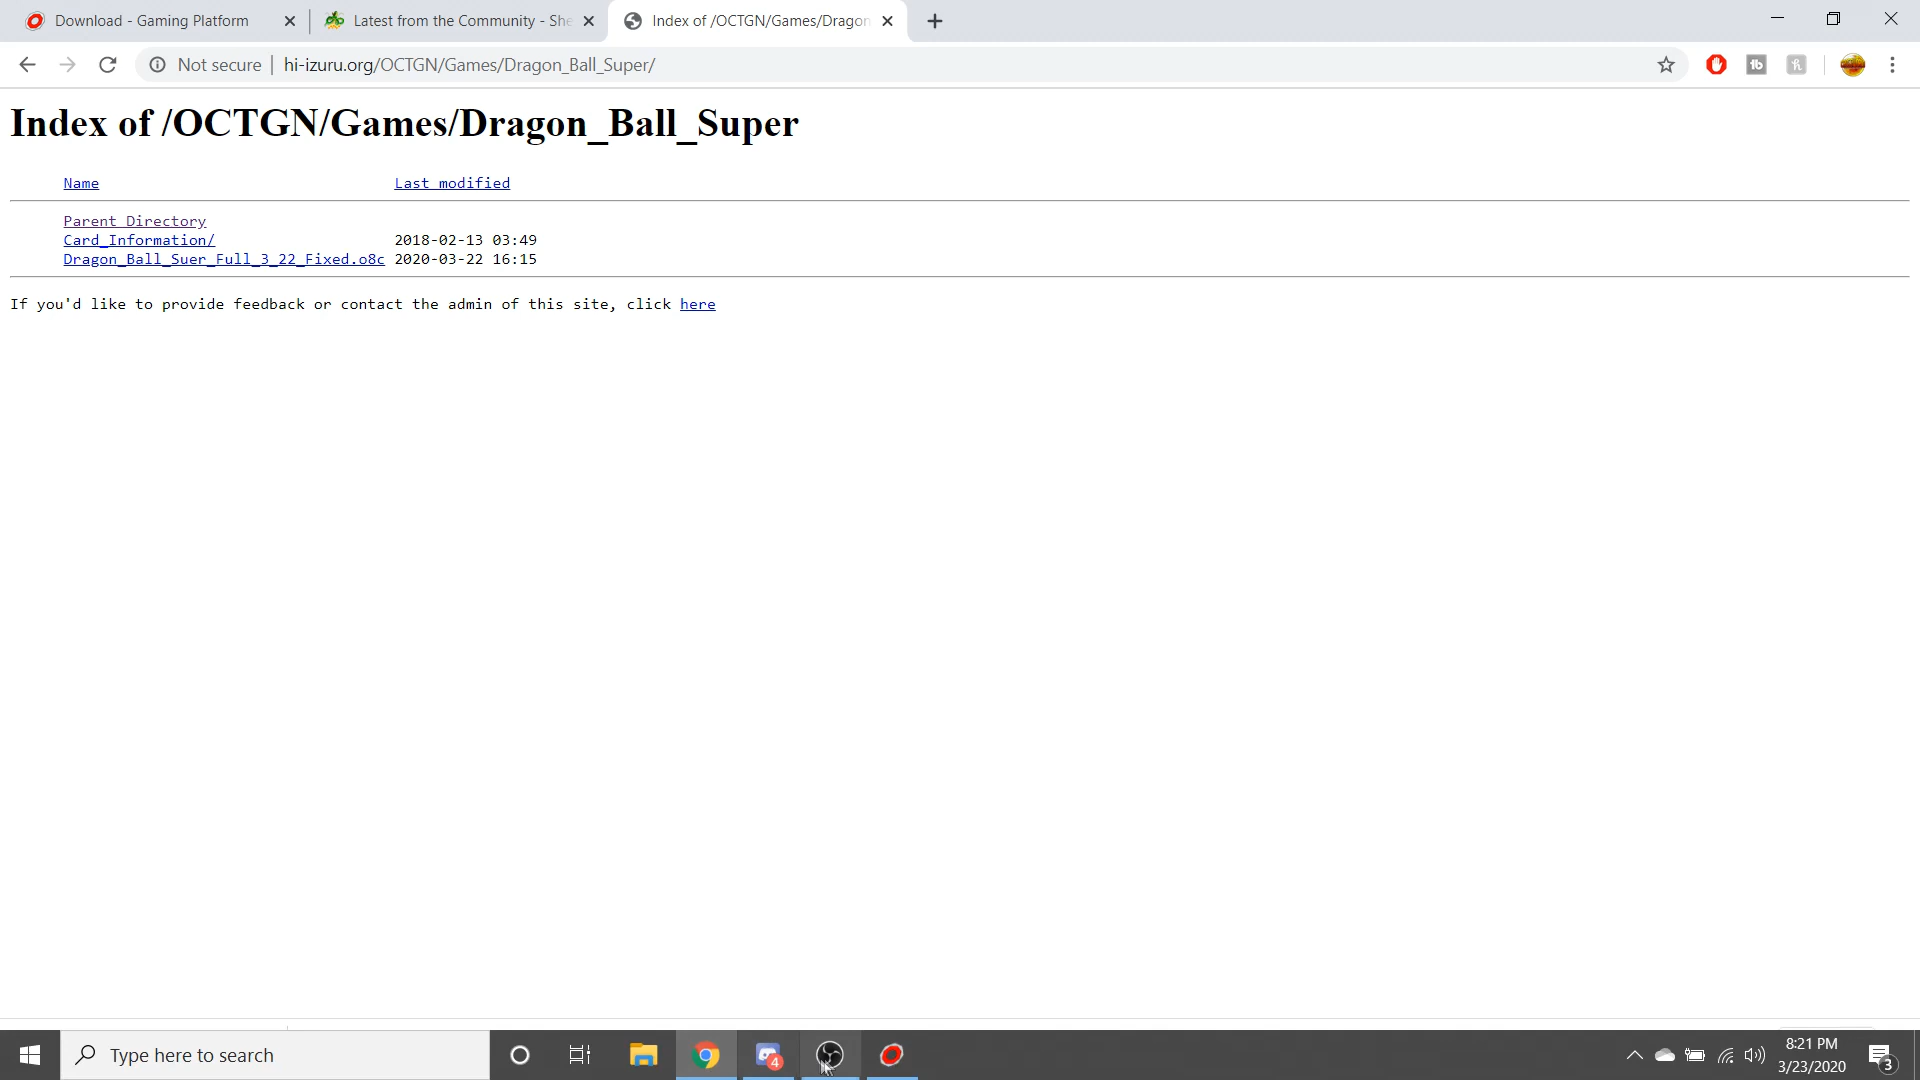 Download - Gaming Platform
Latest from the Community - She
Index of /OCTGN/Games/Dragon
Not secure | hi-izuru.org/OCTGN/Games/Dragon_Ball_Super/
Index of /OCTGN/Games/Dragon_Ball_Super
Name Last modified
Parent Directory
Card_Information/ 2018-02-13 03:49
Dragon_Ball_Suer_Full_3_22_Fixed.o8c 2020-03-22 16:15
If you'd like to provide feedback or contact the admin of this site, click here
Type here to search
4
8:21 PM
3/23/2020
3